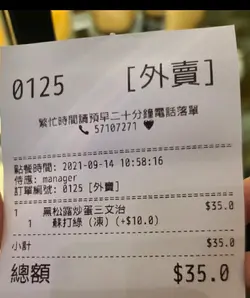 0125 [外賣]
繁忙時間請預早二十分鐘電話落單
📞 57107271 ♥
點餐時間: 2021-09-14 10:58:16
侍應: manager
訂單編號: 0125 [外賣]
1 黑松露炒蛋三文治 $35.0
1 蘇打綠 (凍) (+$10.0)
小計 $35.0
總額 $35.0